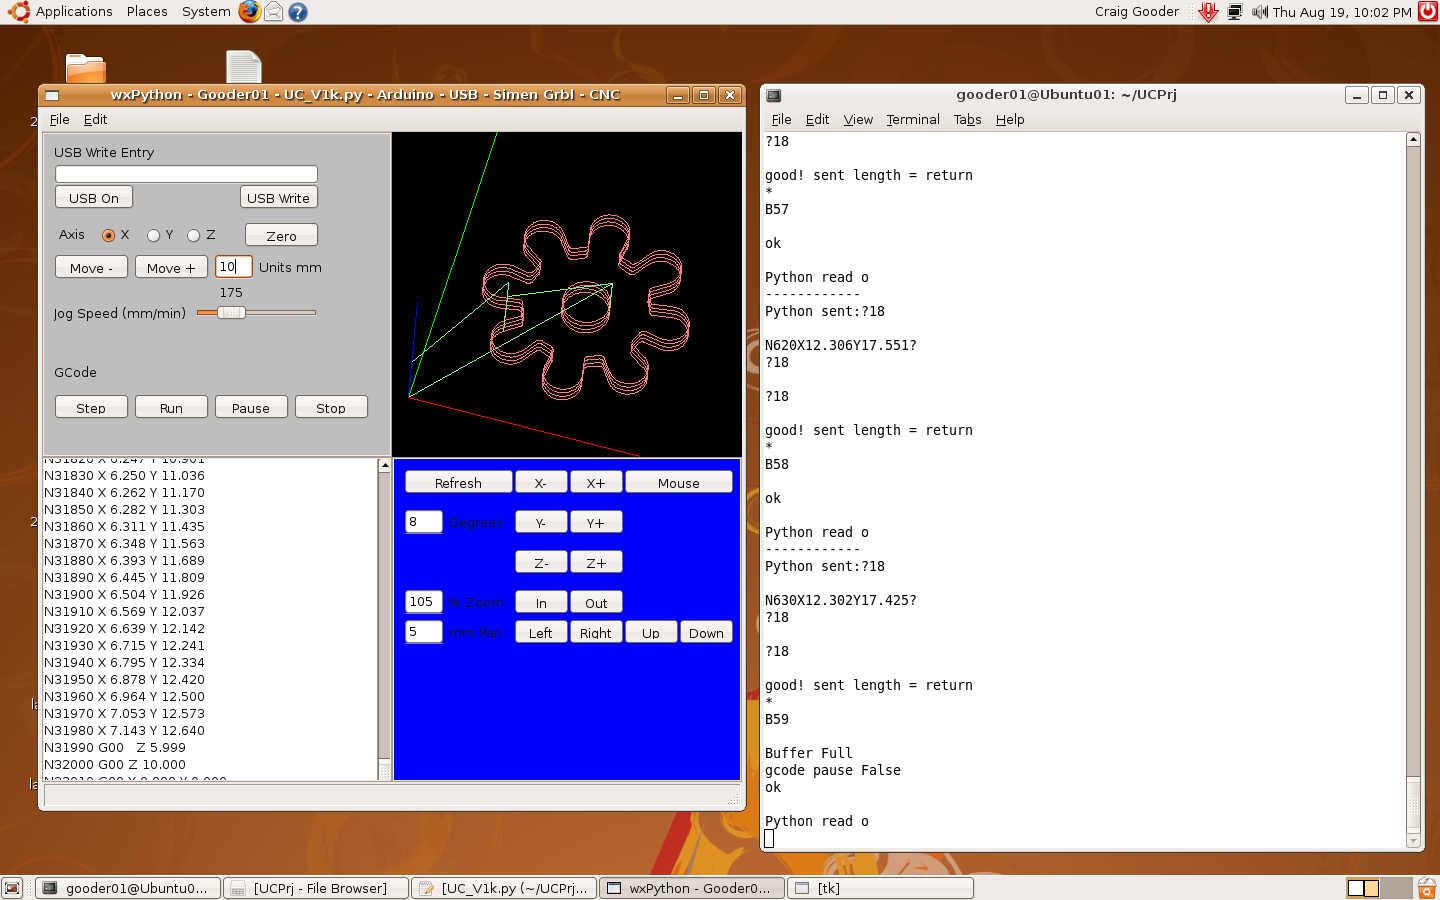 Applications Places System
Craig Gooder
Thu Aug 19, 10:02 PM
wxPython - Gooder01 - UC_V1k.py - Arduino - USB - Simen Grbl - CNC
File Edit
USB Write Entry
USB On
USB Write
Axis X Y Z
Zero
Move -
Move +
10
Units mm
175
Jog Speed (mm/min)
GCode
Step
Run
Pause
Stop
N31820 X 6.247 Y 10.901
N31830 X 6.250 Y 11.036
N31840 X 6.262 Y 11.170
N31850 X 6.282 Y 11.303
N31860 X 6.311 Y 11.435
N31870 X 6.348 Y 11.563
N31880 X 6.393 Y 11.689
N31890 X 6.445 Y 11.809
N31900 X 6.504 Y 11.926
N31910 X 6.569 Y 12.037
N31920 X 6.639 Y 12.142
N31930 X 6.715 Y 12.241
N31940 X 6.795 Y 12.334
N31950 X 6.878 Y 12.420
N31960 X 6.964 Y 12.500
N31970 X 7.053 Y 12.573
N31980 X 7.143 Y 12.640
N31990 G00 Z 5.999
N32000 G00 Z 10.000
N32010 G00 X 0.000 Y 0.000
Refresh
X-
X+
Mouse
8
Degrees
Y-
Y+
Z-
Z+
105
% Zoom
In
Out
5
mm Pan
Left
Right
Up
Down
gooder01@Ubuntu01: ~/UCPrj
File Edit View Terminal Tabs Help
?18
good! sent length = return
*
B57
ok
Python read o
------------
Python sent:?18
N620X12.306Y17.551?
?18
?18
good! sent length = return
*
B58
ok
Python read o
------------
Python sent:?18
N630X12.302Y17.425?
?18
?18
good! sent length = return
*
B59
Buffer Full
gcode pause False
ok
Python read o
gooder01@Ubuntu0...
[UCPrj - File Browser]
[UC_V1k.py (~/UCPrj...
wxPython - Gooder0...
[tk]